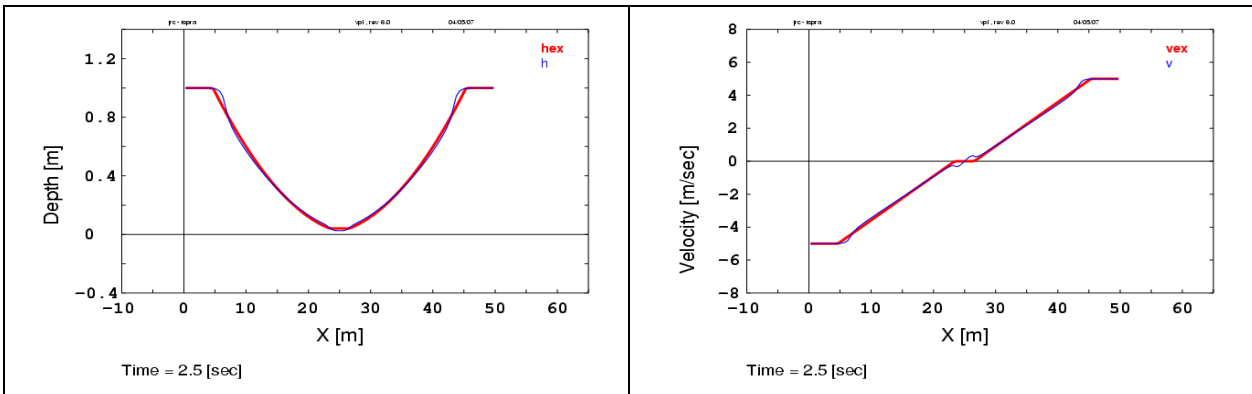 jrc - ispra vpl, rev 6.0 04/05/07
hex
h
1.2
0.8
0.4
0
-0.4
Depth [m]
-10 0 10 20 30 40 50 60
X [m]
Time = 2.5 [sec]
jrc - ispra vpl, rev 6.0 04/05/07
vex
v
8
6
4
2
0
-2
-4
-6
-8
Velocity [m/sec]
-10 0 10 20 30 40 50 60
X [m]
Time = 2.5 [sec]